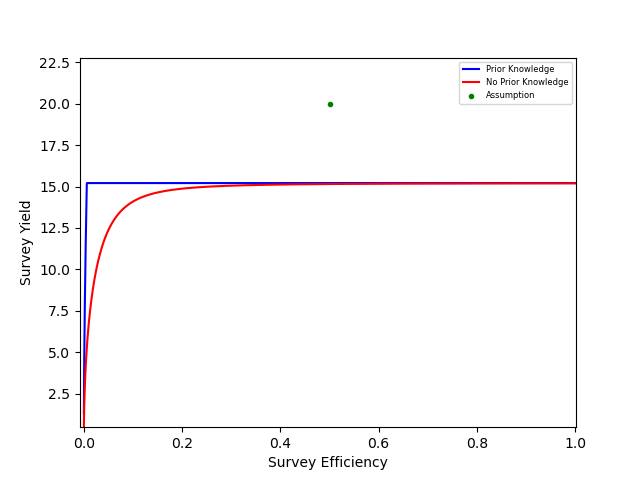 22.5
20.0
17.5
15.0
12.5
10.0
7.5
5.0
2.5
Survey Yield
Prior Knowledge
No Prior Knowledge
Assumption
0.0 0.2 0.4 0.6 0.8 1.0
Survey Efficiency